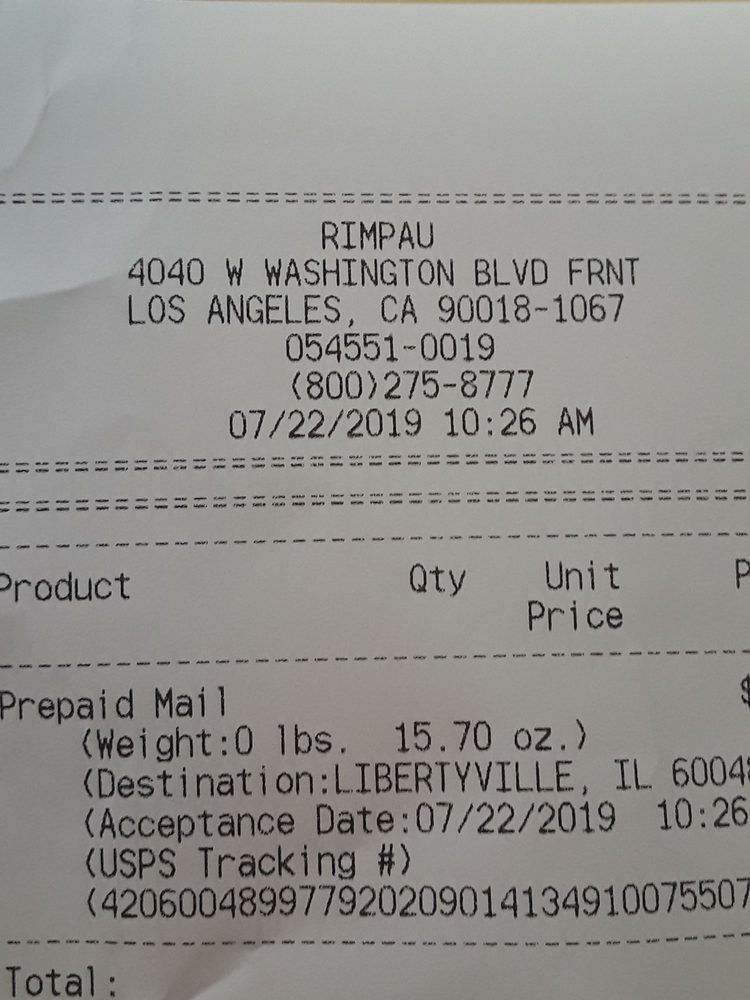 RIMPAU
4040 W WASHINGTON BLVD FRNT
LOS ANGELES, CA 90018-1067
054551-0019
(800)275-8777
07/22/2019 10:26 AM
Product Qty Unit
Price
Prepaid Mail $
(Weight:0 lbs. 15.70 oz.)
(Destination:LIBERTYVILLE, IL 60048
(Acceptance Date:07/22/2019 10:26
(USPS Tracking #)
(420600489977920209014134910075507
Total: